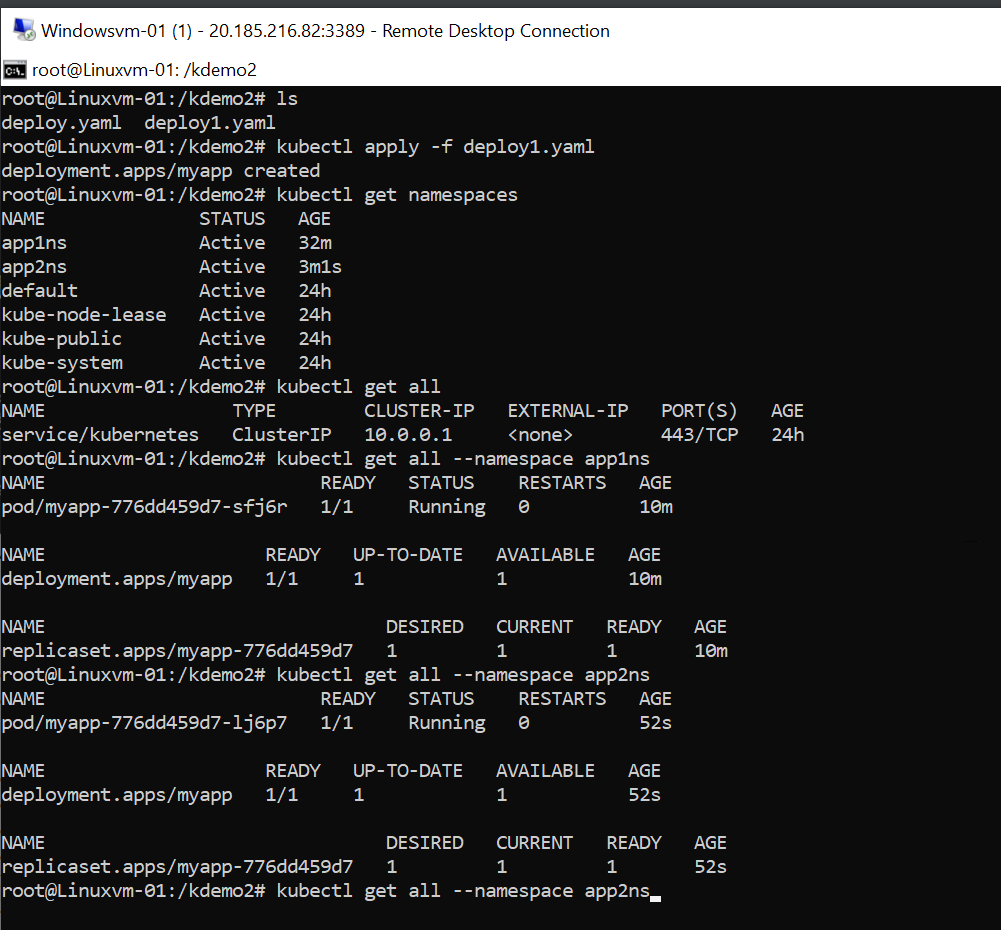 Windowsvm-01 (1) - 20.185.216.82:3389 - Remote Desktop Connection
root@Linuxvm-01: /kdemo2
root@Linuxvm-01:/kdemo2# ls
deploy.yaml  deploy1.yaml
root@Linuxvm-01:/kdemo2# kubectl apply -f deploy1.yaml
deployment.apps/myapp created
root@Linuxvm-01:/kdemo2# kubectl get namespaces
NAME              STATUS   AGE
app1ns            Active   32m
app2ns            Active   3m1s
default           Active   24h
kube-node-lease   Active   24h
kube-public       Active   24h
kube-system       Active   24h
root@Linuxvm-01:/kdemo2# kubectl get all
NAME                 TYPE        CLUSTER-IP   EXTERNAL-IP   PORT(S)   AGE
service/kubernetes   ClusterIP   10.0.0.1     <none>        443/TCP   24h
root@Linuxvm-01:/kdemo2# kubectl get all --namespace app1ns
NAME                         READY   STATUS    RESTARTS   AGE
pod/myapp-776dd459d7-sfj6r   1/1     Running   0          10m

NAME                    READY   UP-TO-DATE   AVAILABLE   AGE
deployment.apps/myapp   1/1     1            1           10m

NAME                               DESIRED   CURRENT   READY   AGE
replicaset.apps/myapp-776dd459d7   1         1         1       10m
root@Linuxvm-01:/kdemo2# kubectl get all --namespace app2ns
NAME                         READY   STATUS    RESTARTS   AGE
pod/myapp-776dd459d7-lj6p7   1/1     Running   0          52s

NAME                    READY   UP-TO-DATE   AVAILABLE   AGE
deployment.apps/myapp   1/1     1            1           52s

NAME                               DESIRED   CURRENT   READY   AGE
replicaset.apps/myapp-776dd459d7   1         1         1       52s
root@Linuxvm-01:/kdemo2# kubectl get all --namespace app2ns